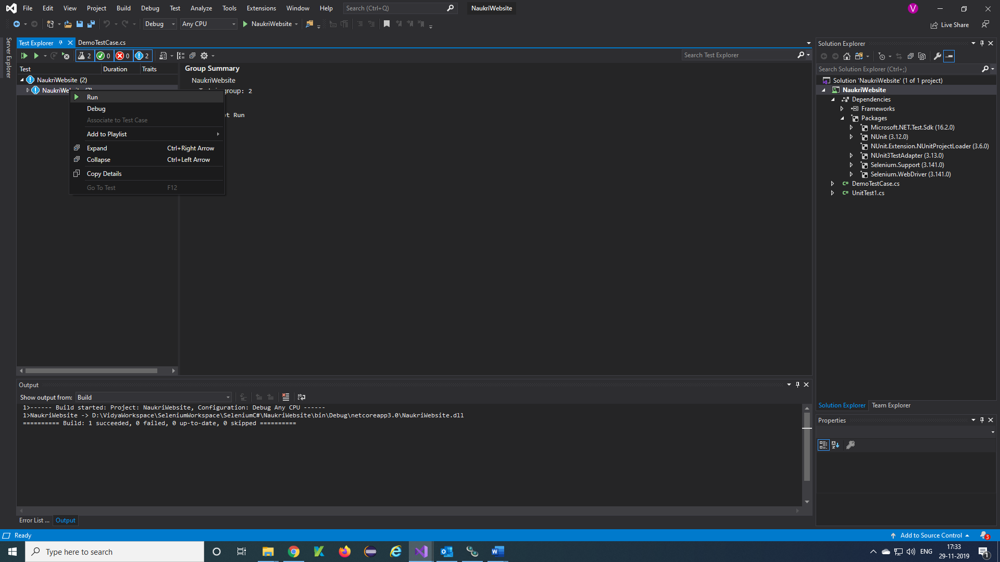 File Edit View Project Build Debug Test Analyze Tools Extensions Window Help Search (Ctrl+Q) NaukriWebsite V
Debug Any CPU NaukriWebsite Live Share
Server Explorer
Test Explorer DemoTestCase.cs
2 0 0 2 Search Test Explorer
Test Duration Traits
NaukriWebsite (2)
Run
Debug
Associate to Test Case
Add to Playlist
Expand Ctrl+Right Arrow
Collapse Ctrl+Left Arrow
Copy Details
Go To Test F12
Group Summary
NaukriWebsite
group: 2
Run
Solution Explorer
Search Solution Explorer (Ctrl+;)
Solution 'NaukriWebsite' (1 of 1 project)
NaukriWebsite
Dependencies
Frameworks
Packages
Microsoft.NET.Test.Sdk (16.2.0)
NUnit (3.12.0)
NUnit.Extension.NUnitProjectLoader (3.6.0)
NUnit3TestAdapter (3.13.0)
Selenium.Support (3.141.0)
Selenium.WebDriver (3.141.0)
C# DemoTestCase.cs
C# UnitTest1.cs
Solution Explorer Team Explorer
Properties
Output
Show output from: Build
1>------ Build started: Project: NaukriWebsite, Configuration: Debug Any CPU ------
1>NaukriWebsite -> D:\VidyaWorkspace\SeleniumWorkspace\SeleniumC#\NaukriWebsite\bin\Debug\netcoreapp3.0\NaukriWebsite.dll
========== Build: 1 succeeded, 0 failed, 0 up-to-date, 0 skipped ==========
Error List ... Output
Ready Add to Source Control 3
Type here to search ENG 17:33
29-11-2019 1